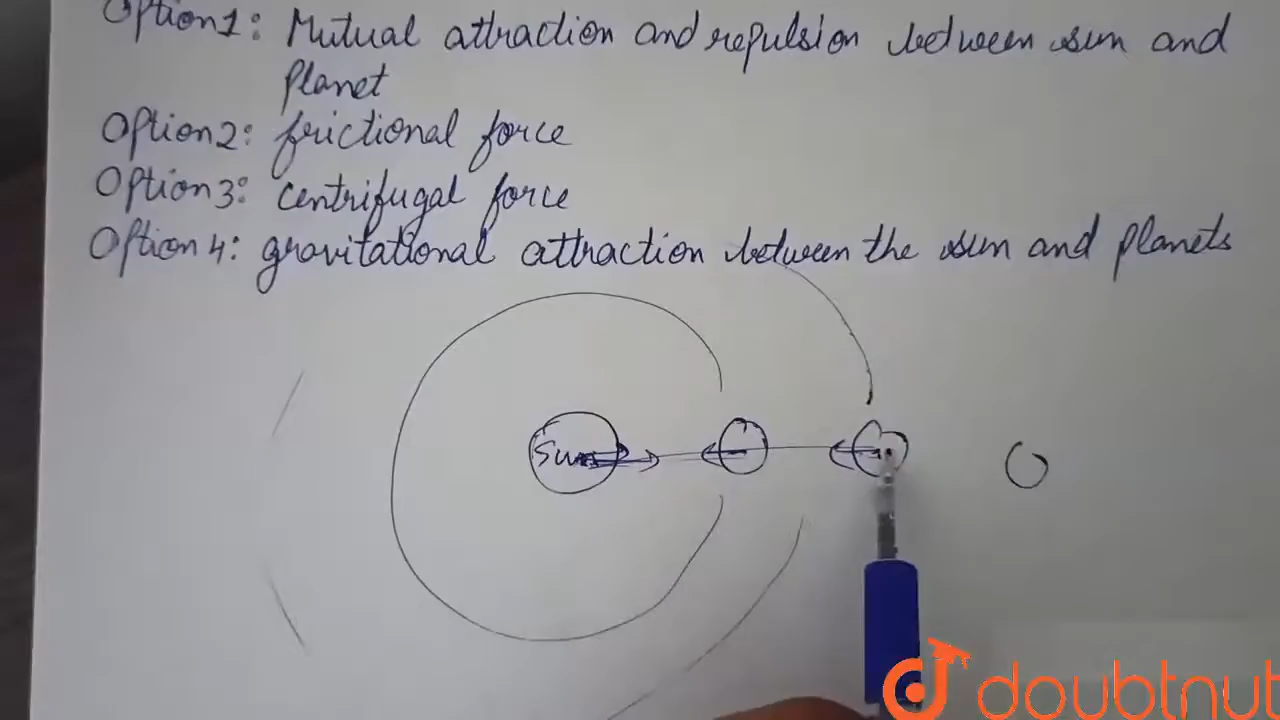 Option1: Mutual attraction and repulsion between sun and
Planet
Option2: frictional force
Option3: centrifugal force
Option4: gravitational attraction between the sun and planets
Sun
doubtnut